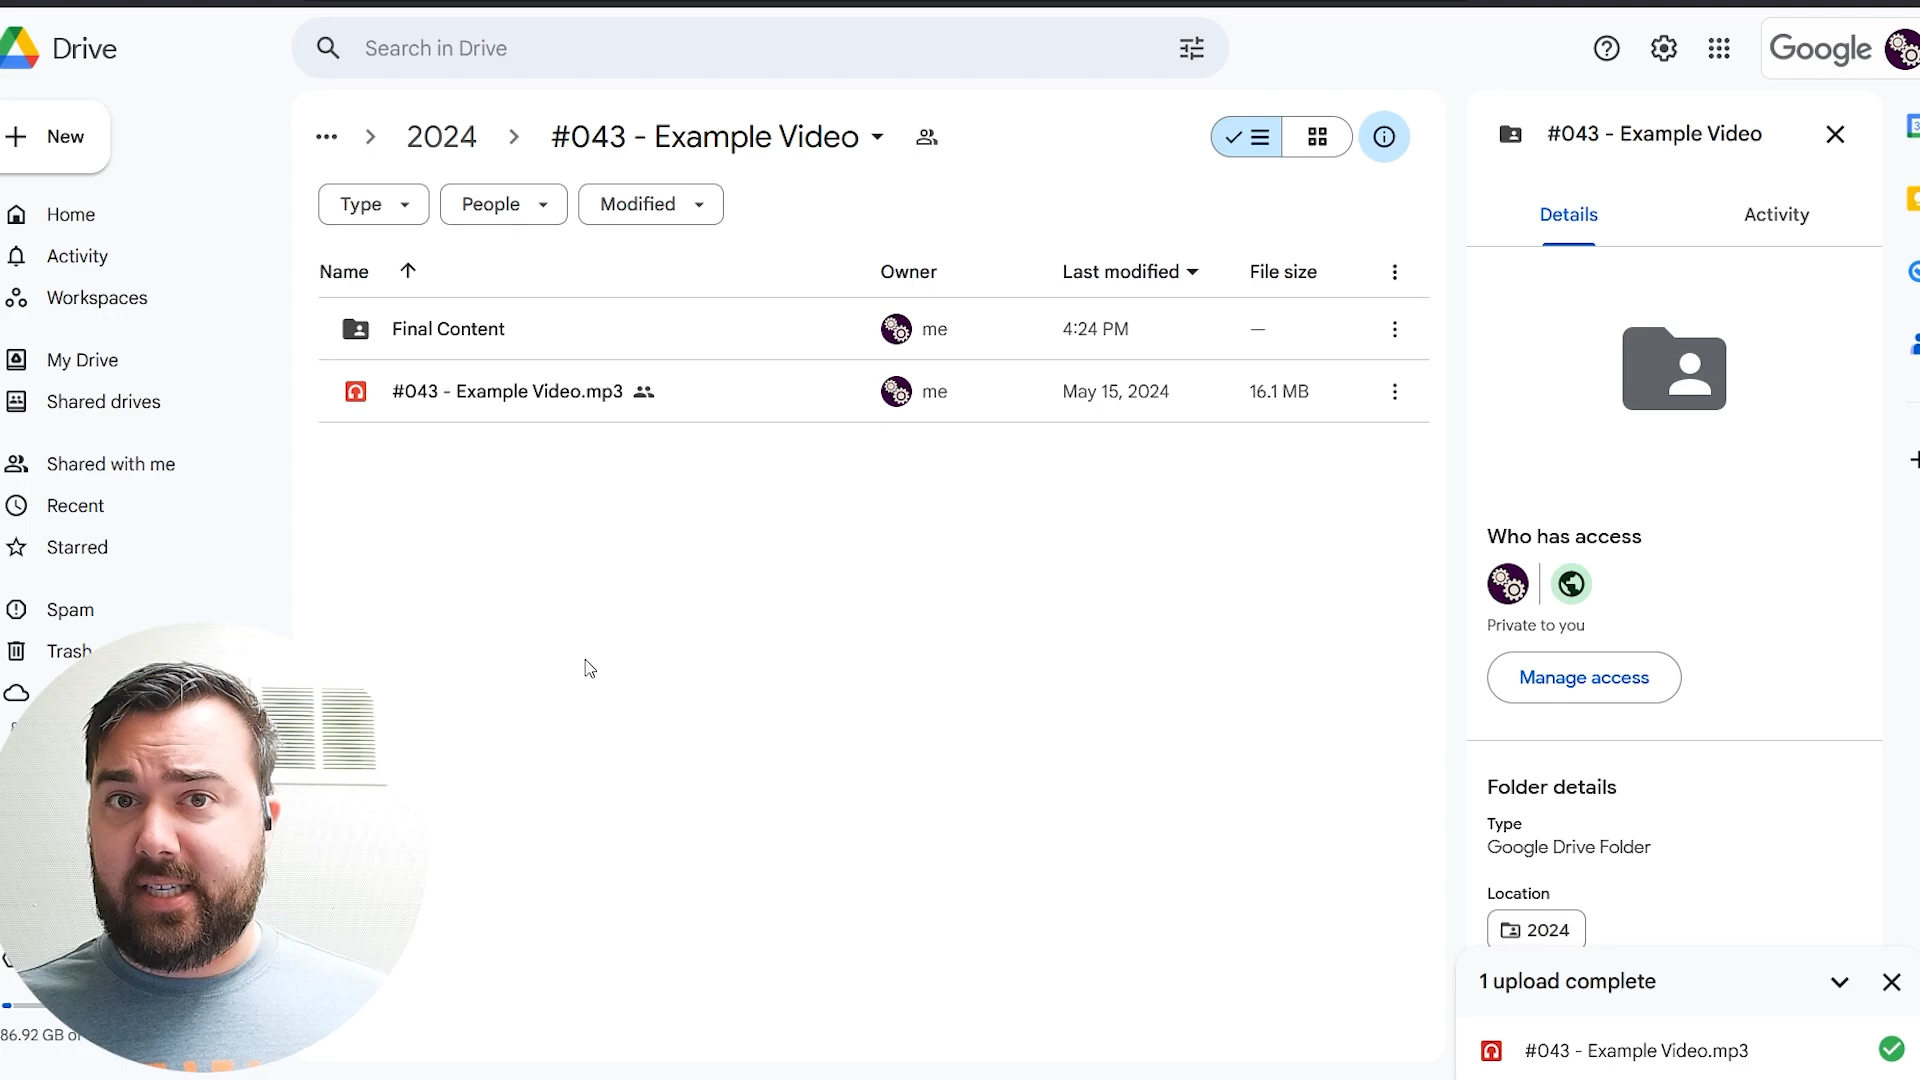 Drive
Search in Drive
Google
New
Home
Activity
Workspaces
My Drive
Shared drives
Shared with me
Recent
Starred
Spam
Trash
86.92 GB of
2024
#043 - Example Video
Type
People
Modified
Name
Owner
Last modified
File size
Final Content
me
4:24 PM
—
#043 - Example Video.mp3
me
May 15, 2024
16.1 MB
#043 - Example Video
Details
Activity
Who has access
Private to you
Manage access
Folder details
Type
Google Drive Folder
Location
2024
1 upload complete
#043 - Example Video.mp3